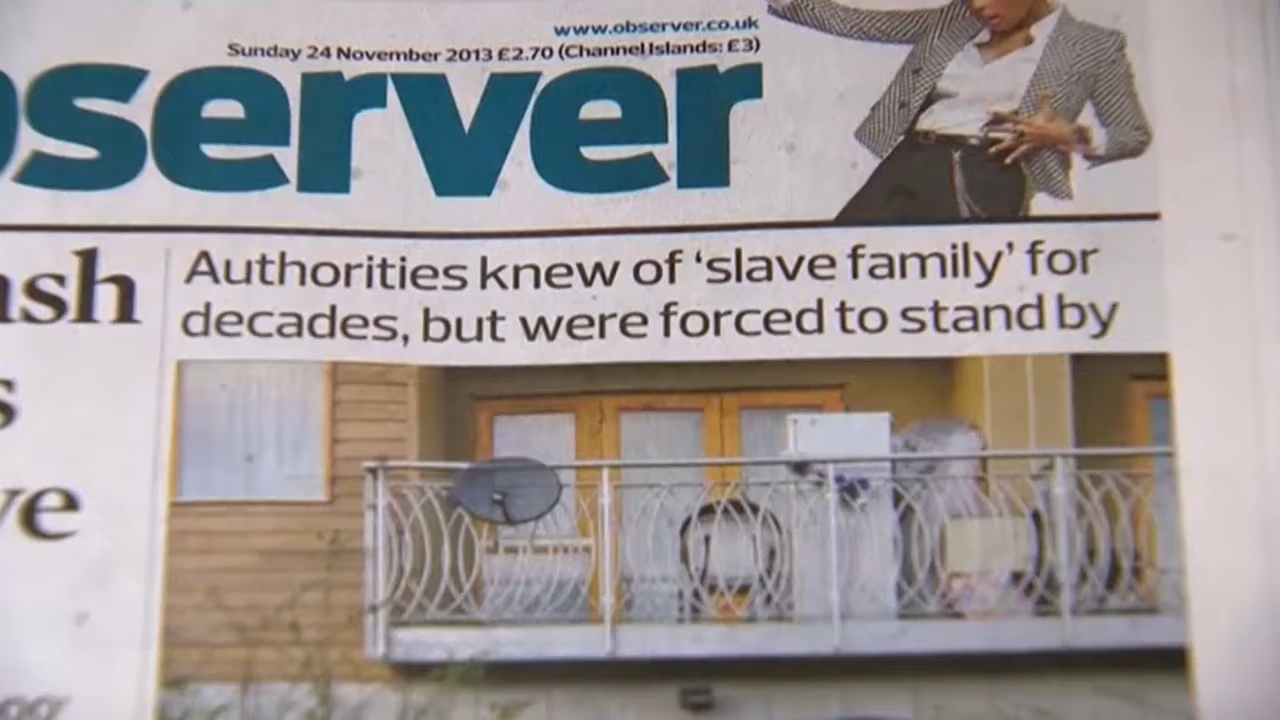 www.observer.co.uk
Sunday 24 November 2013 £2.70 (Channel Islands: £3)
bserver
Authorities knew of ‘slave family’ for
decades, but were forced to stand by
ash
s
ve